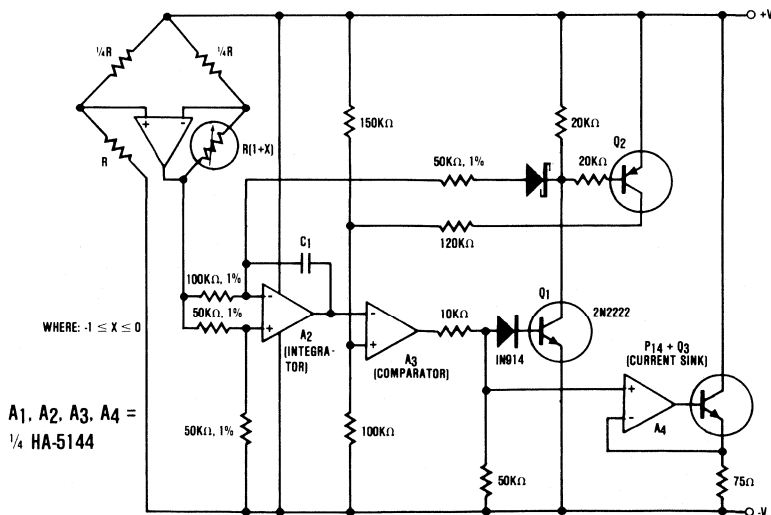 +V
¼R
¼R
+
-
R
R(1+X)
150KΩ
20KΩ
Q2
50KΩ, 1%
20KΩ
120KΩ
C1
100KΩ, 1%
50KΩ, 1%
-
+
A2
(INTEGRA-
TOR)
-
+
A3
(COMPARATOR)
10KΩ
IN914
Q1
2N2222
P14 + Q3
(CURRENT SINK)
WHERE: -1 ≤ X ≤ 0
+
-
A4
A1, A2, A3, A4 =
¼ HA-5144
50KΩ, 1%
100KΩ
50KΩ
75Ω
-V